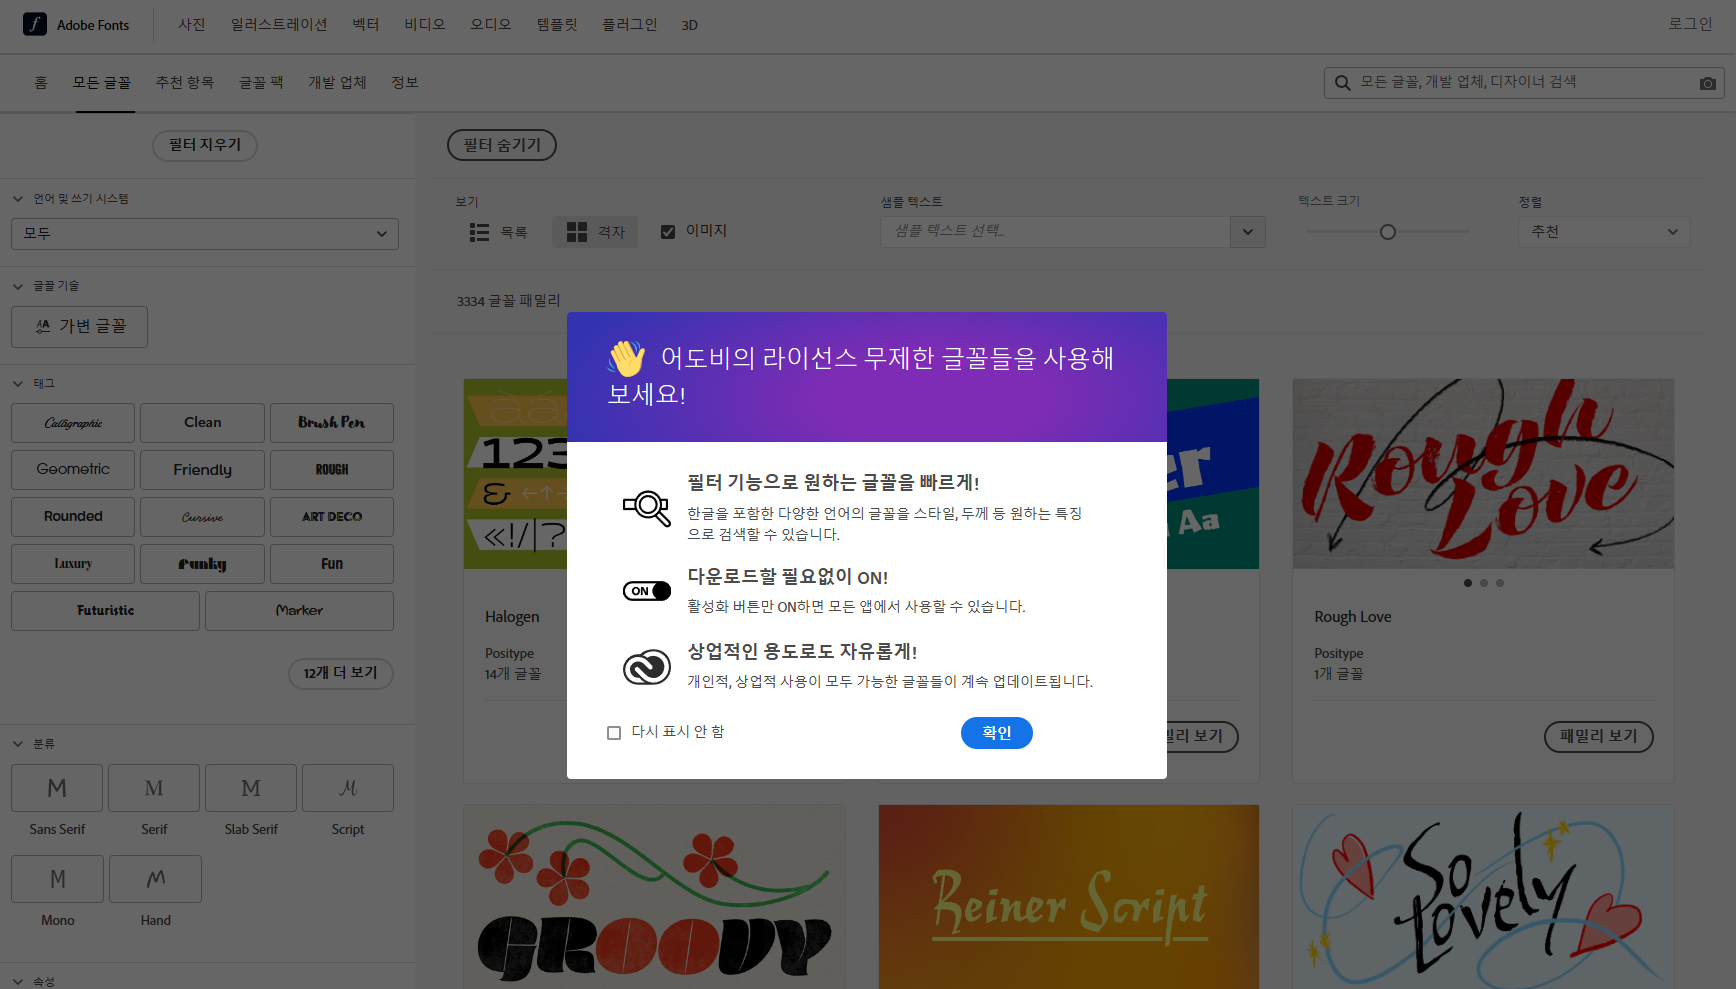 Adobe Fonts
사진 일러스트레이션 벡터 비디오 오디오 템플릿 플러그인 3D
로그인
홈 모든 글꼴 추천 항목 글꼴 팩 개발 업체 정보
모든 글꼴, 개발 업체, 디자이너 검색
필터 지우기
언어 및 쓰기 시스템
모두
글꼴 기술
가변 글꼴
태그
Calligraphic Clean Brush Pen
Geometric Friendly ROUGH
Rounded Cursive ART DECO
Luxury Funky Fun
Futuristic Marker
12개 더 보기
분류
M M M M
Sans Serif Serif Slab Serif Script
M M
Mono Hand
속성
필터 숨기기
보기
목록 격자 이미지
샘플 텍스트
샘플 텍스트 선택...
텍스트 크기
정렬
추천
3334 글꼴 패밀리
👋 어도비의 라이선스 무제한 글꼴들을 사용해
보세요!
필터 기능으로 원하는 글꼴을 빠르게!
한글을 포함한 다양한 언어의 글꼴을 스타일, 두께 등 원하는 특징
으로 검색할 수 있습니다.
ON
다운로드할 필요없이 ON!
활성화 버튼만 ON하면 모든 앱에서 사용할 수 있습니다.
상업적인 용도로도 자유롭게!
개인적, 상업적 사용이 모두 가능한 글꼴들이 계속 업데이트됩니다.
다시 표시 안 함
확인
123
&←↑→
«!/|?
Halogen
Positype
14개 글꼴
er
Aa
밀리 보기
Rough
Love
Rough Love
Positype
1개 글꼴
패밀리 보기
GROOVY
Reiner Script
So
Lovely